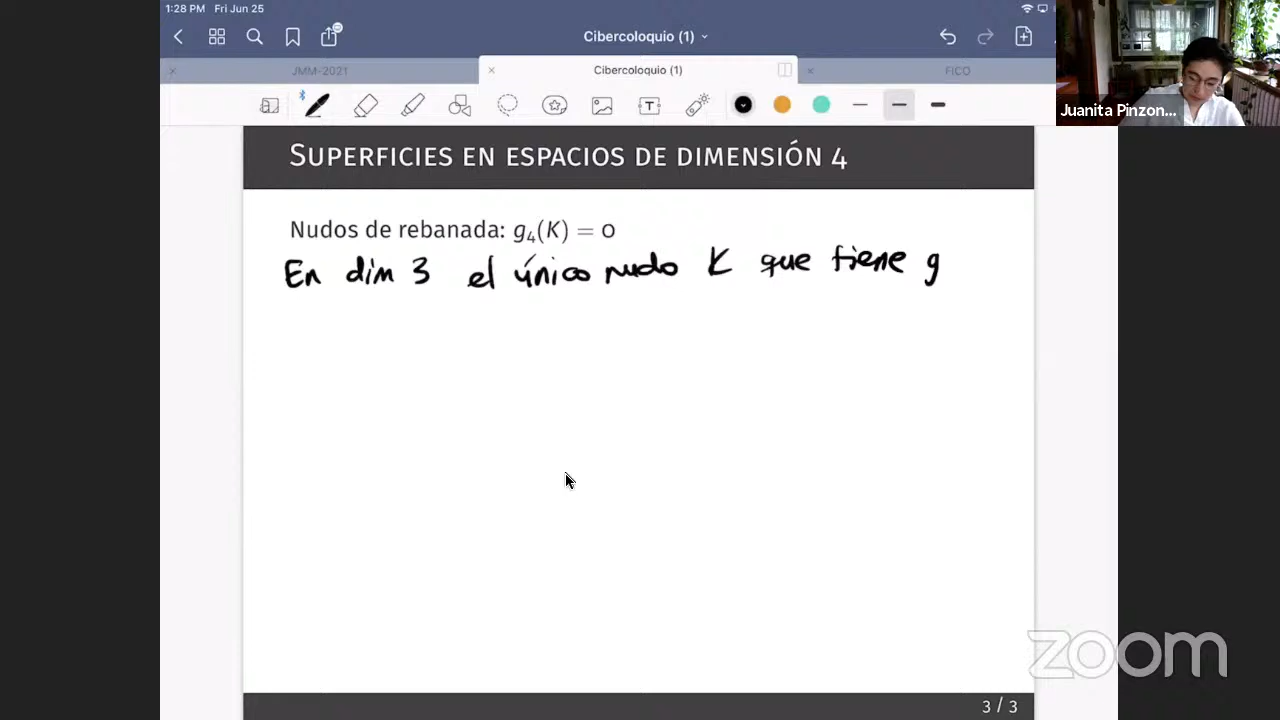 1:28 PM Fri Jun 25
Cibercoloquio (1)
JMM-2021
Cibercoloquio (1)
FICO
Juanita Pinzon...
SUPERFICIES EN ESPACIOS DE DIMENSIÓN 4
Nudos de rebanada: g₄(K) = 0
En dim 3 el único nudo K que tiene g
zoom
3 / 3